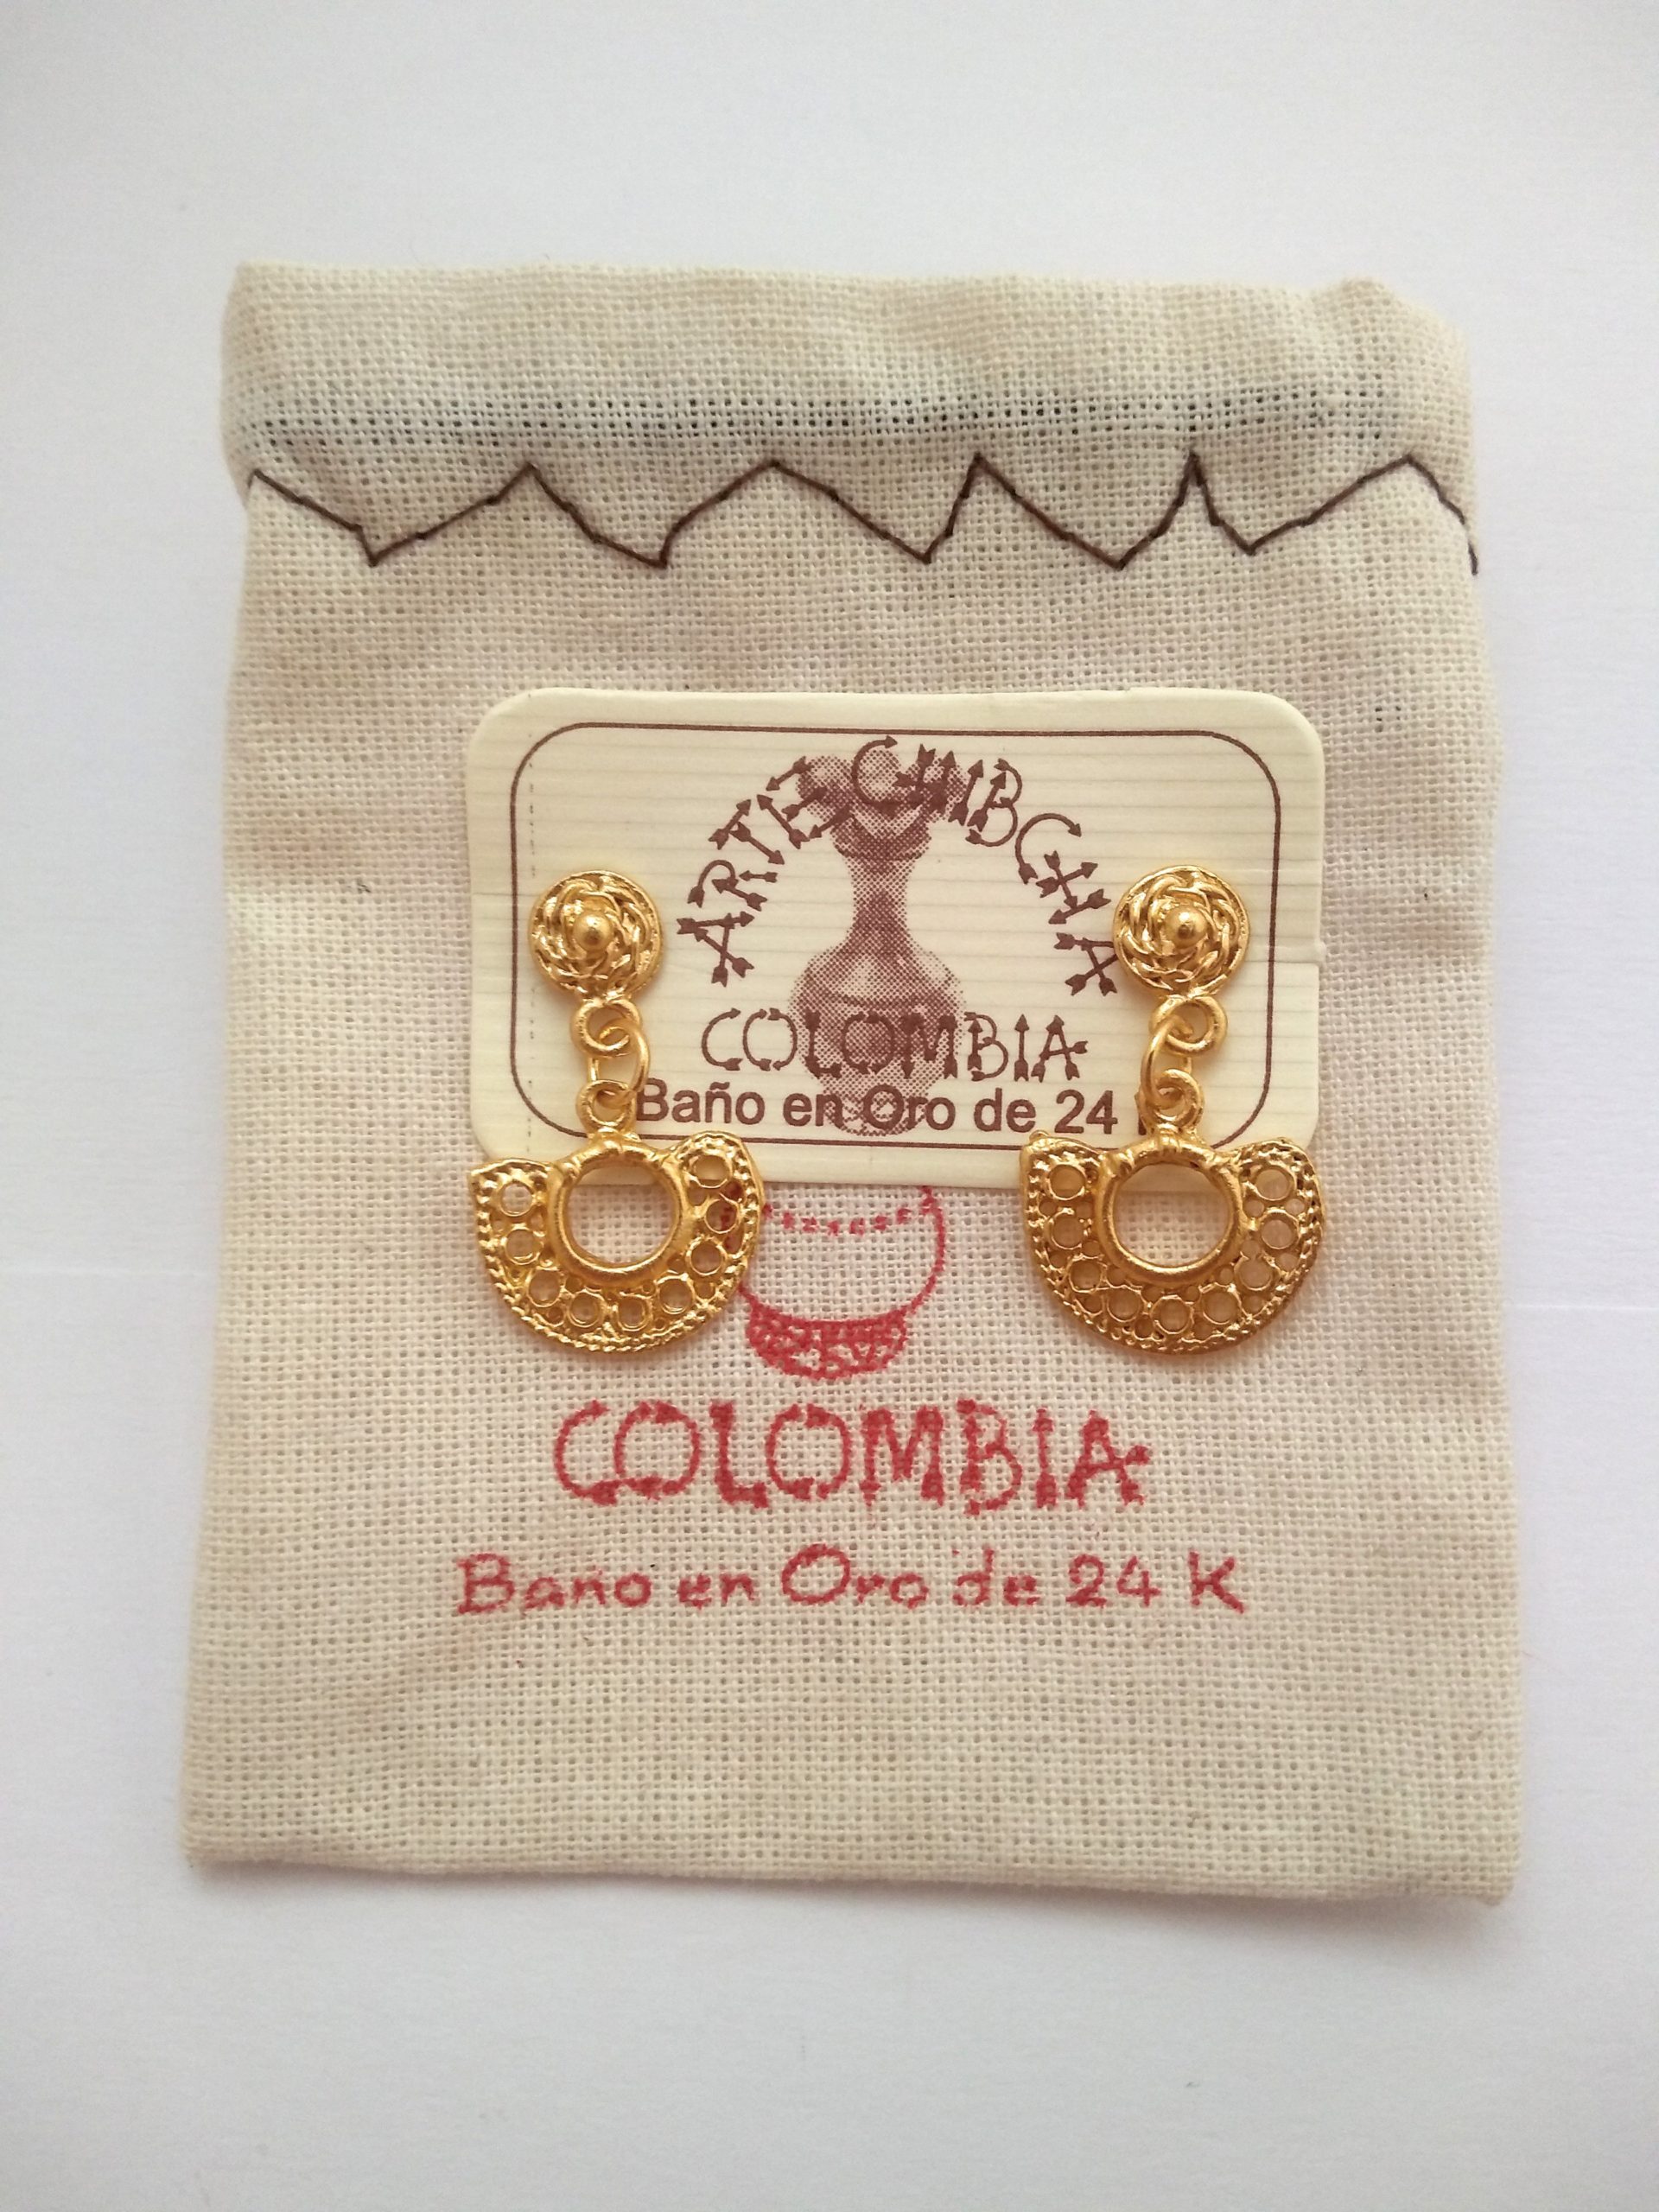 ARTE CHIBCHA
COLOMBIA
Baño en Oro de 24
COLOMBIA
Baño en Oro de 24 K